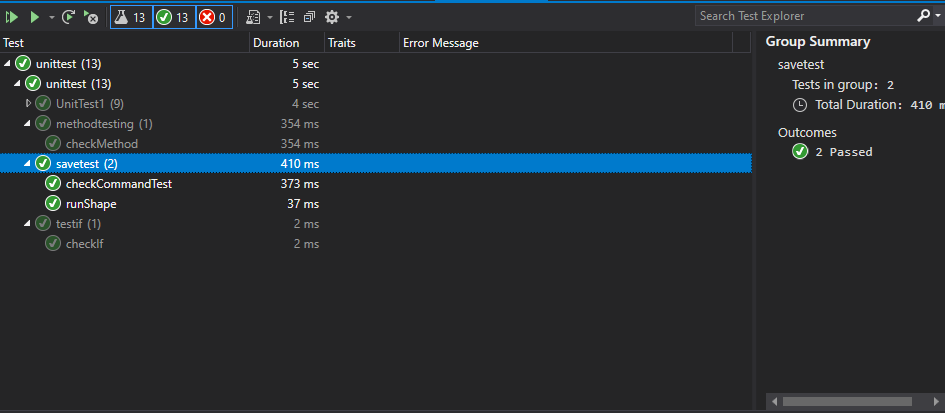 13 13 0 Search Test Explorer
Test Duration Traits Error Message
unittest (13) 5 sec
unittest (13) 5 sec
UnitTest1 (9) 4 sec
methodtesting (1) 354 ms
checkMethod 354 ms
savetest (2) 410 ms
checkCommandTest 373 ms
runShape 37 ms
testif (1) 2 ms
checkIf 2 ms
Group Summary
savetest
Tests in group: 2
Total Duration: 410 m
Outcomes
2 Passed